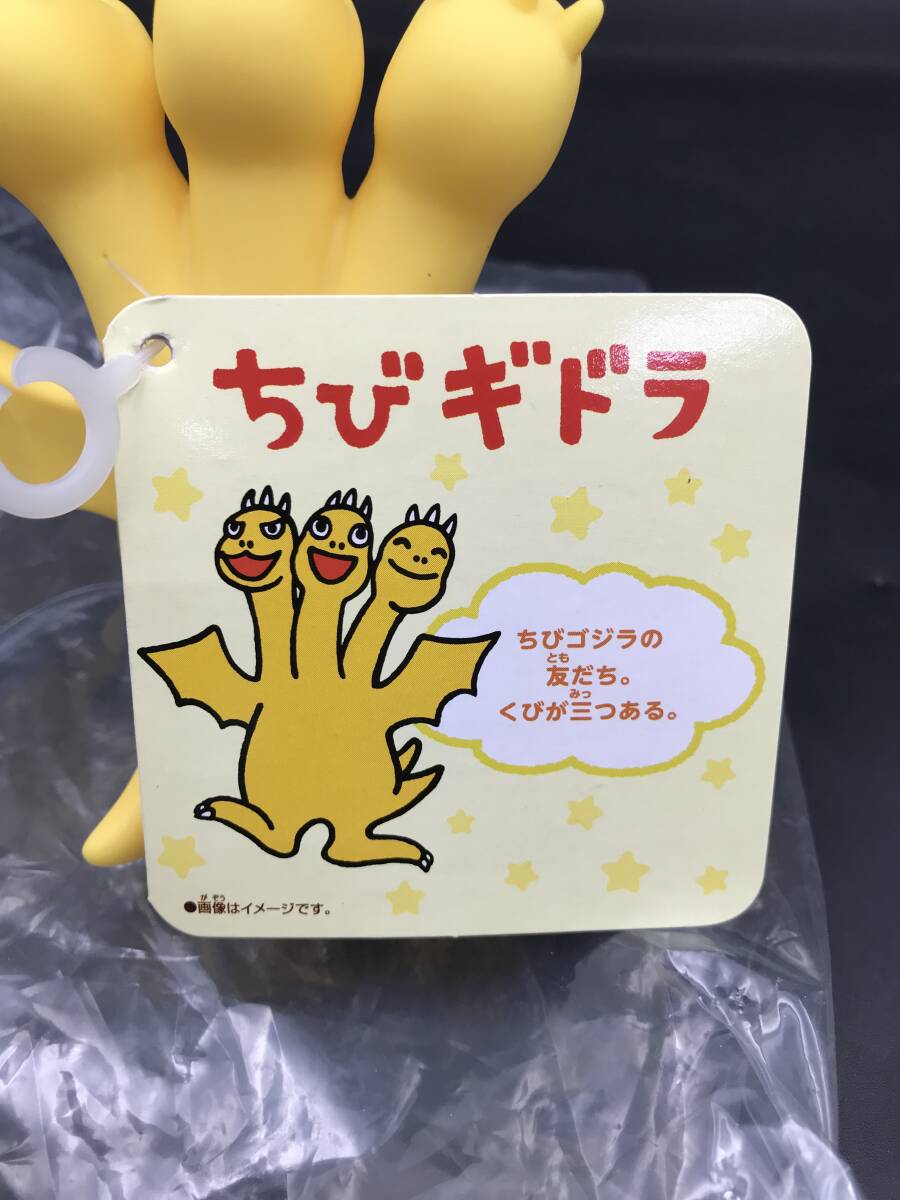 ちびギドラ
ちびゴジラの
とも
友だち。
みっ
くびが三つある。
がぞう
●画像はイメージです。